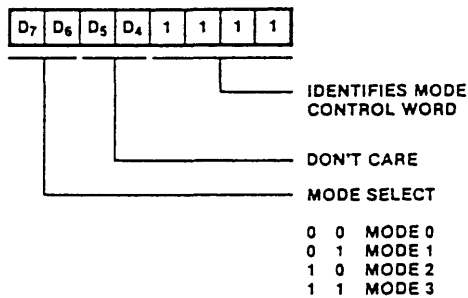 D7 D6 D5 D4 1 1 1 1
IDENTIFIES MODE
CONTROL WORD
DON'T CARE
MODE SELECT
0 0 MODE 0
0 1 MODE 1
1 0 MODE 2
1 1 MODE 3